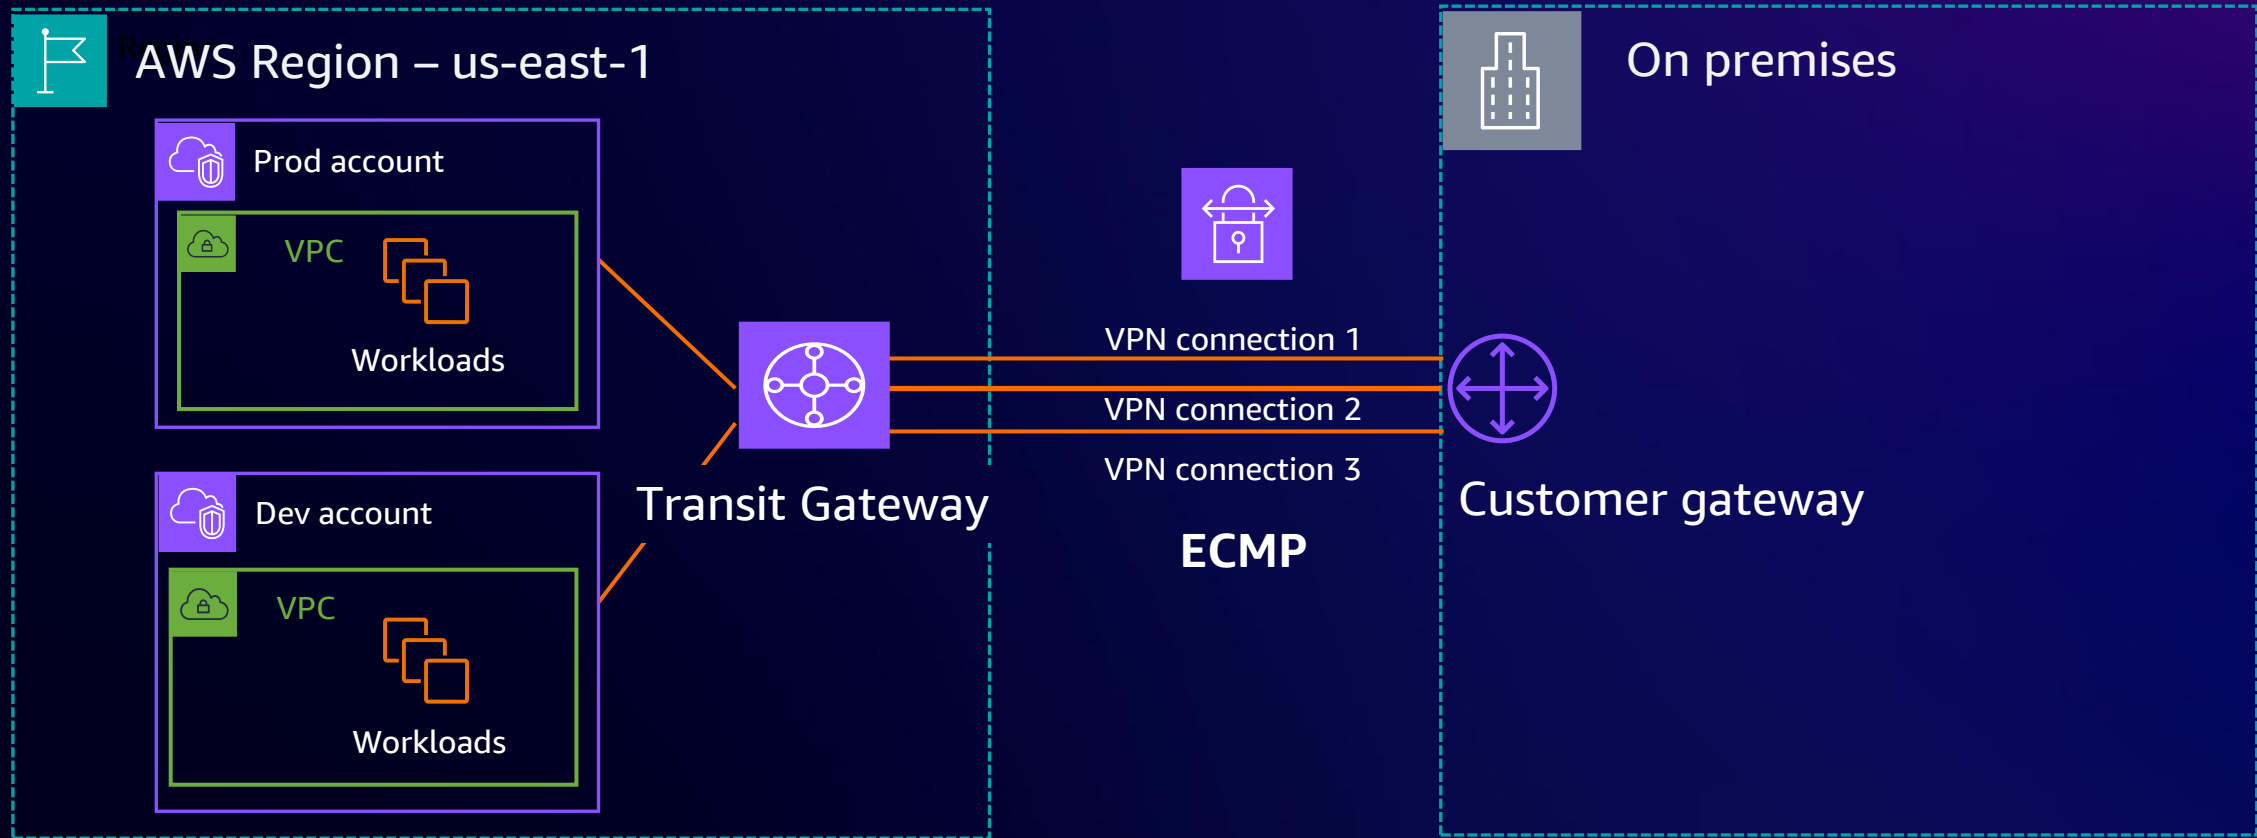 AWS Region – us-east-1
On premises
Prod account
VPC
Workloads
VPN connection 1
VPN connection 2
VPN connection 3
Transit Gateway
Customer gateway
ECMP
Dev account
VPC
Workloads